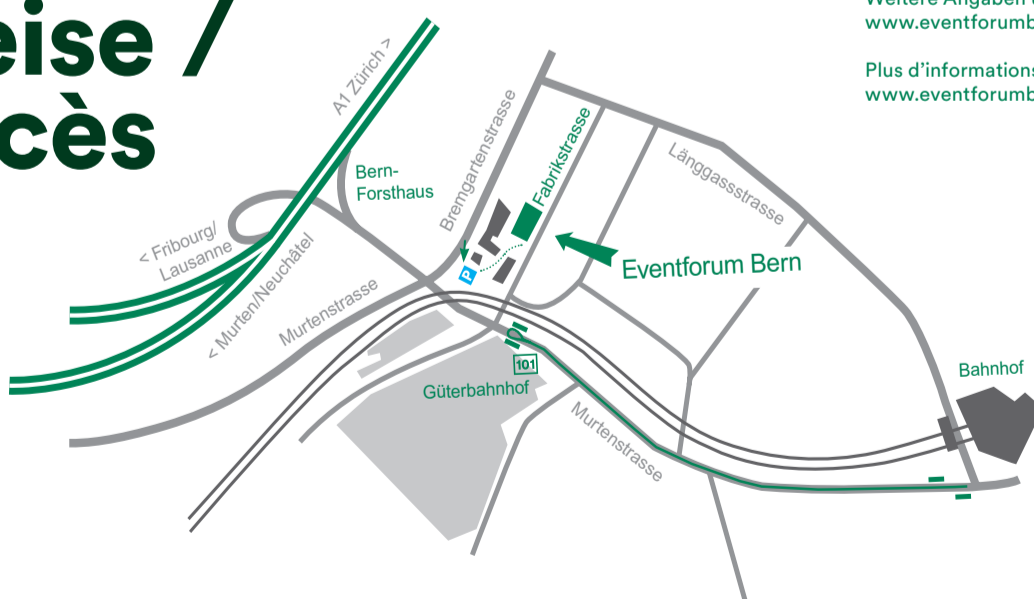 eise /
cès
Weitere Angaben
www.eventforumb
Plus d'informations
www.eventforumb
A1 Zürich >
Bern-
Forsthaus
Bremgartenstrasse
Fabrikstrasse
Länggassstrasse
< Fribourg/
Lausanne
< Murten/Neuchâtel
Murtenstrasse
P
Eventforum Bern
101
Güterbahnhof
Murtenstrasse
Bahnhof